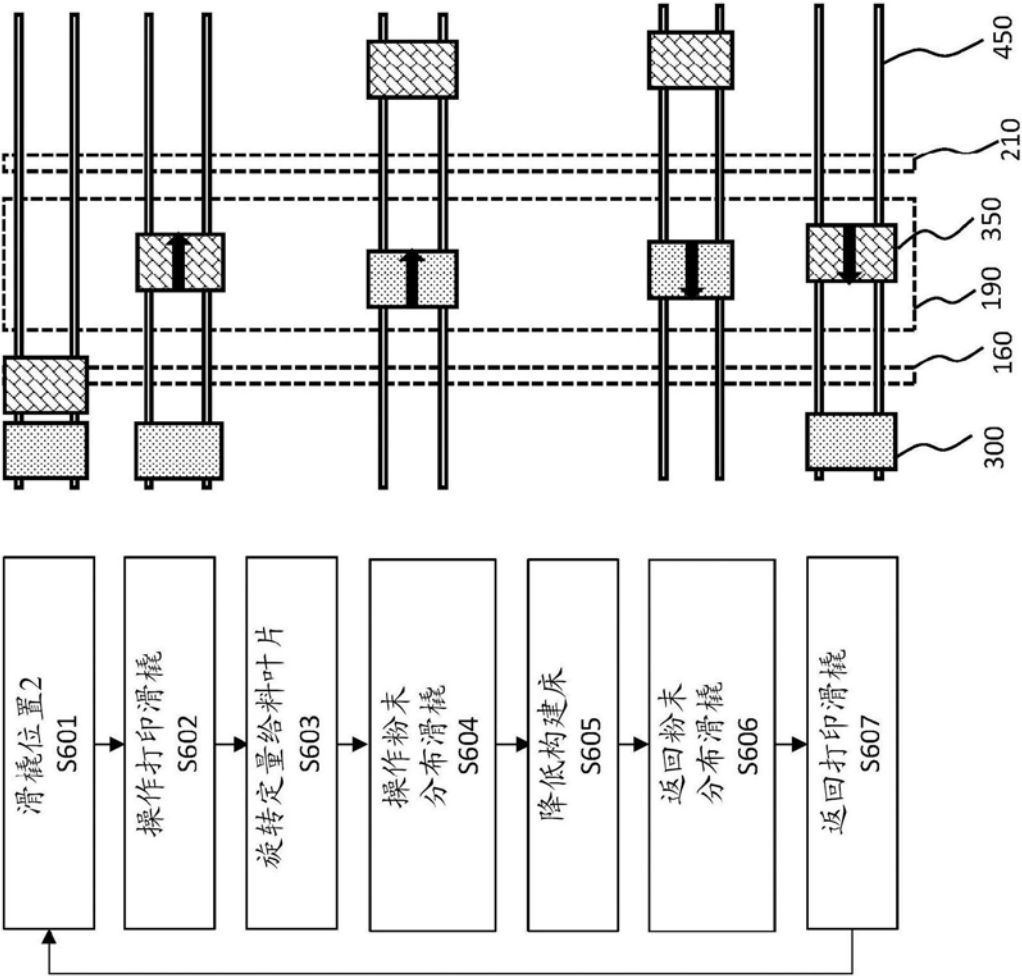 滑橇位置2
S601
操作打印滑橇
S602
旋转定量给料叶片
S603
操作粉末
分布滑橇
S604
降低构建床
S605
返回粉末
分布滑橇
S606
返回打印滑橇
S607
300
160
190
350
210
450